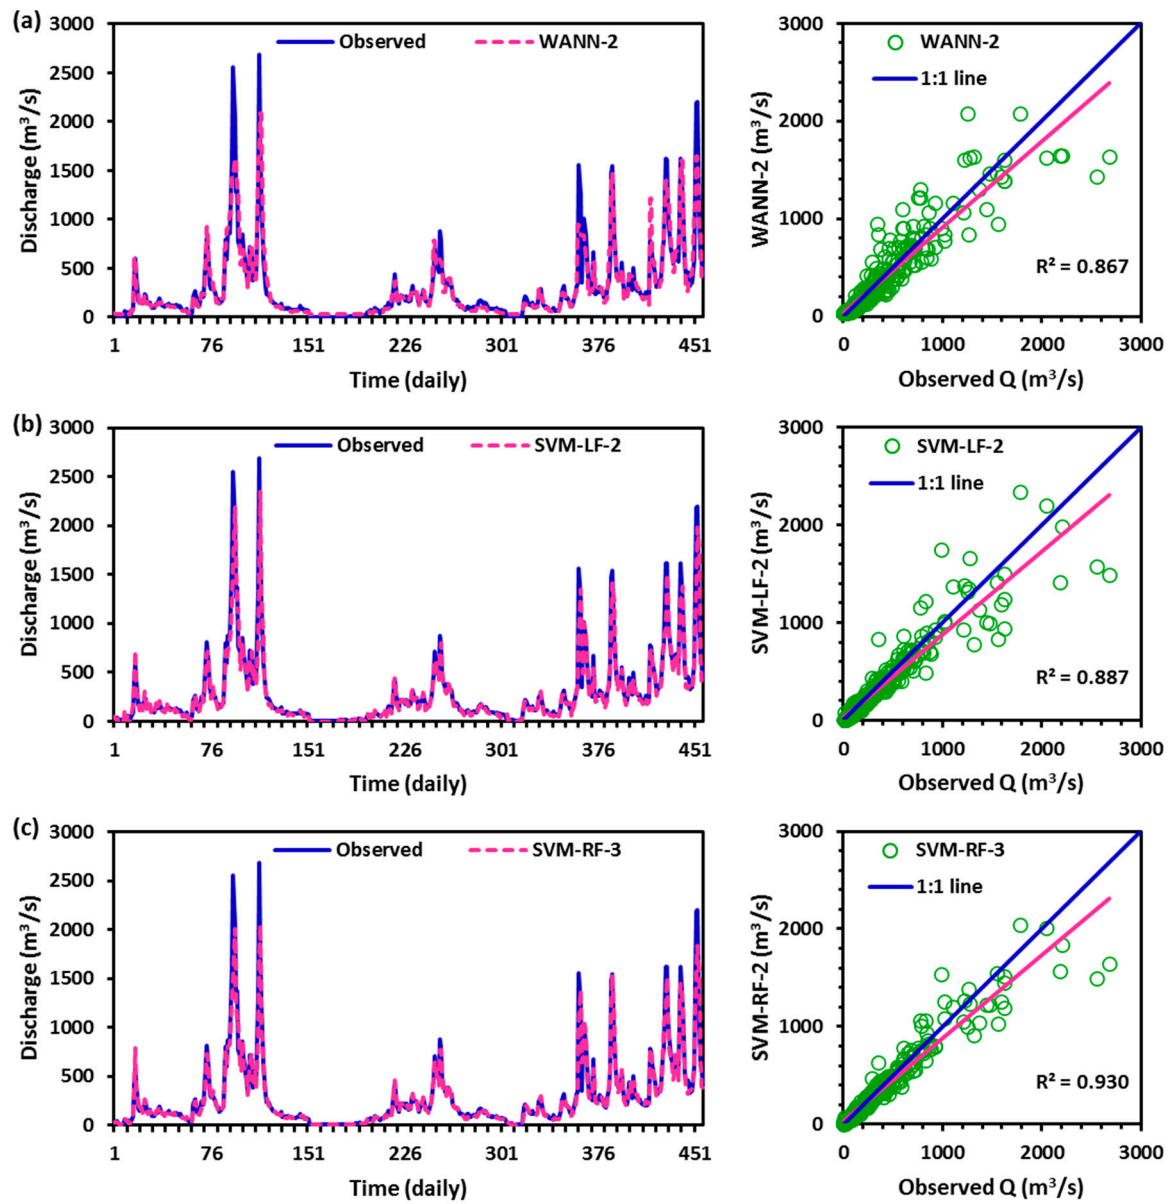 (a)
3000
2500
2000
1500
1000
500
0
Discharge (m³/s)
Observed WANN-2
1 76 151 226 301 376 451
Time (daily)
3000
2000
1000
0
WANN-2 (m³/s)
WANN-2
1:1 line
R² = 0.867
0 1000 2000 3000
Observed Q (m³/s)
(b)
3000
2500
2000
1500
1000
500
0
Discharge (m³/s)
Observed SVM-LF-2
1 76 151 226 301 376 451
Time (daily)
3000
2000
1000
0
SVM-LF-2 (m³/s)
SVM-LF-2
1:1 line
R² = 0.887
0 1000 2000 3000
Observed Q (m³/s)
(c)
3000
2500
2000
1500
1000
500
0
Discharge (m³/s)
Observed SVM-RF-3
1 76 151 226 301 376 451
Time (daily)
3000
2000
1000
0
SVM-RF-2 (m³/s)
SVM-RF-3
1:1 line
R² = 0.930
0 1000 2000 3000
Observed Q (m³/s)